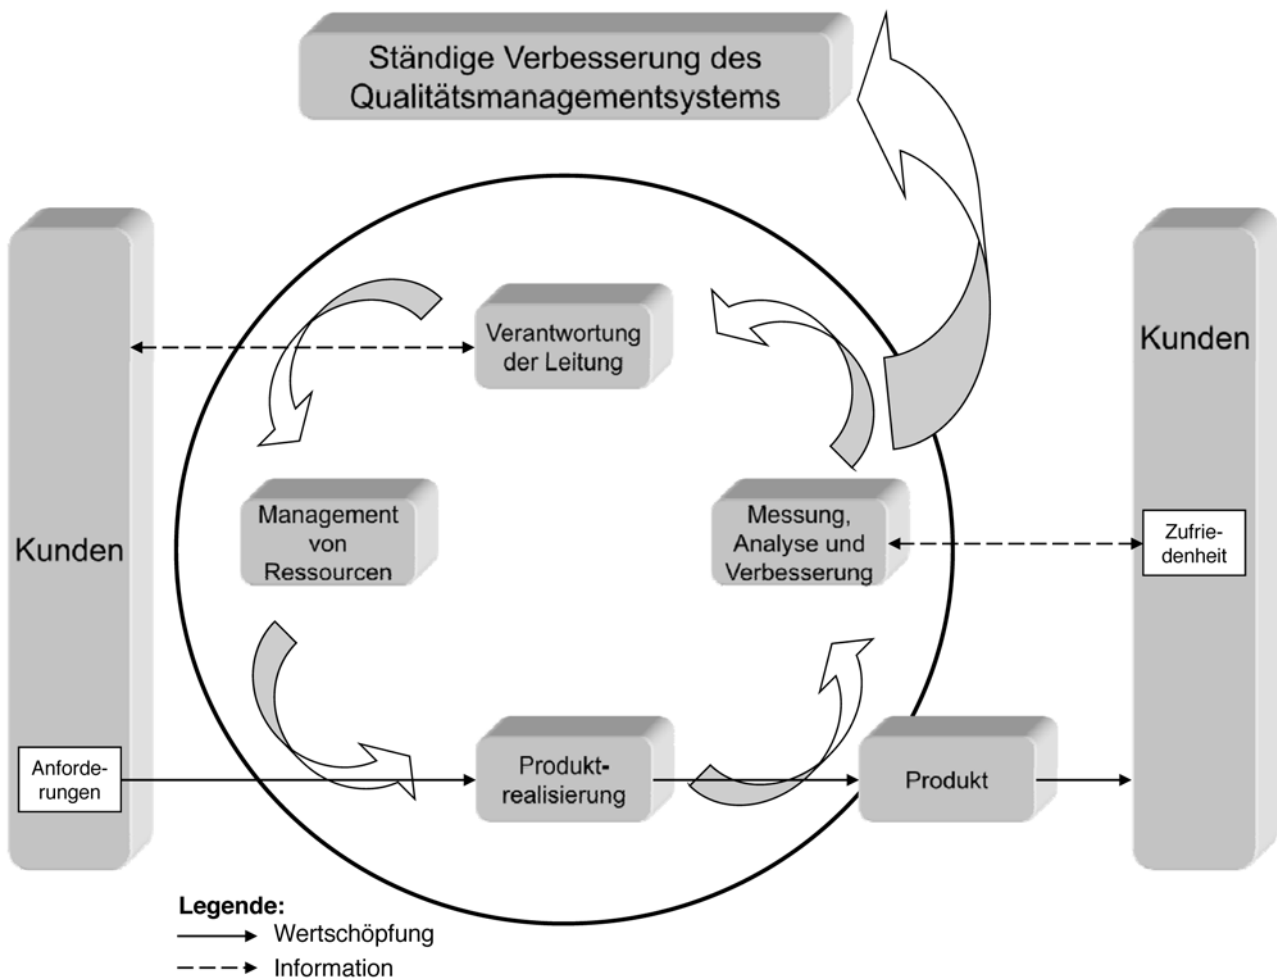 Ständige Verbesserung des
Qualitätsmanagementsystems
Verantwortung
der Leitung
Kunden
Kunden
Management
von
Ressourcen
Messung,
Analyse und
Verbesserung
Zufrie-
denheit
Anforde-
rungen
Produkt-
realisierung
Produkt
Legende:
Wertschöpfung
Information